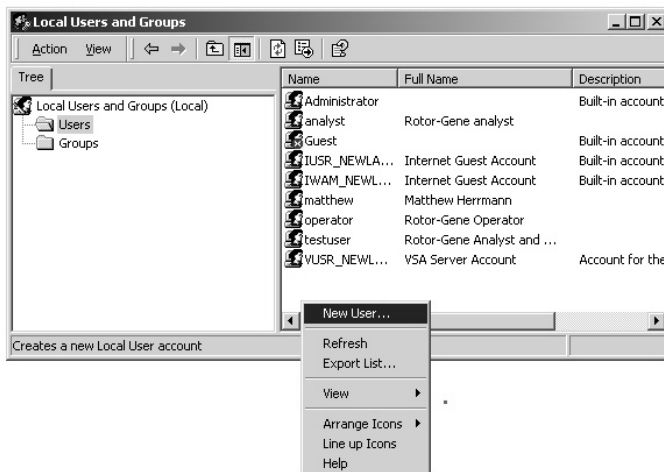 Local Users and Groups
Action View
Tree
Name Full Name Description
Local Users and Groups (Local)
Users
Groups
Administrator Built-in account
analyst Rotor-Gene analyst
Guest Built-in account
IUSR_NEWLA... Internet Guest Account Built-in account
IWAM_NEWL... Internet Guest Account Built-in account
matthew Matthew Herrmann
operator Rotor-Gene Operator
testuser Rotor-Gene Analyst and ...
VUSR_NEWL... VSA Server Account Account for the
Creates a new Local User account
New User...
Refresh
Export List...
View
Arrange Icons
Line up Icons
Help